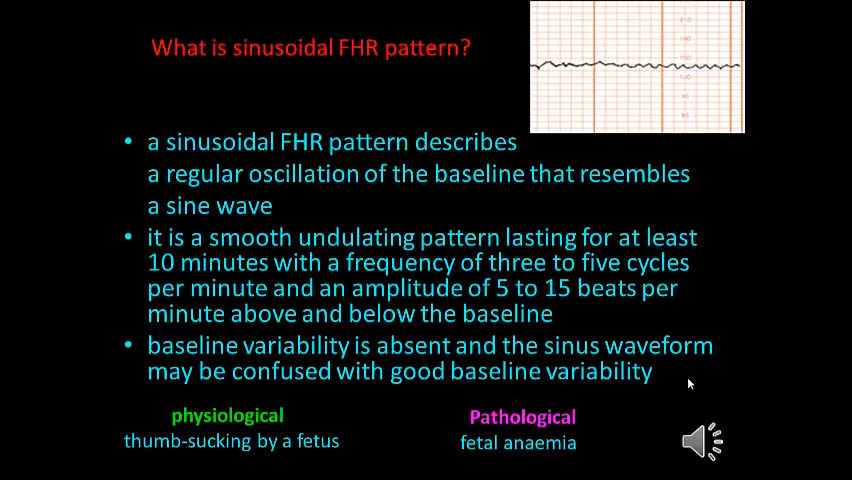 What is sinusoidal FHR pattern?
• a sinusoidal FHR pattern describes
a regular oscillation of the baseline that resembles
a sine wave
• it is a smooth undulating pattern lasting for at least
10 minutes with a frequency of three to five cycles
per minute and an amplitude of 5 to 15 beats per
minute above and below the baseline
• baseline variability is absent and the sinus waveform
may be confused with good baseline variability
physiological
thumb-sucking by a fetus
Pathological
fetal anaemia